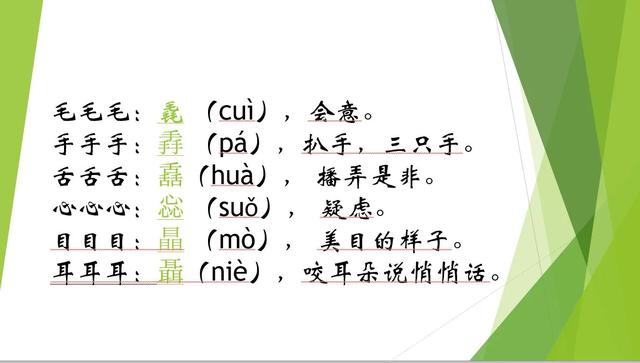 毛毛毛：毳（cuì），会意。
手手手：掱（pá），扒手，三只手。
舌舌舌：舙（huà）， 播弄是非。
心心心：惢（suǒ）， 疑虑。
目目目：瞐（mò）， 美目的样子。
耳耳耳：聶（niè），咬耳朵说悄悄话。